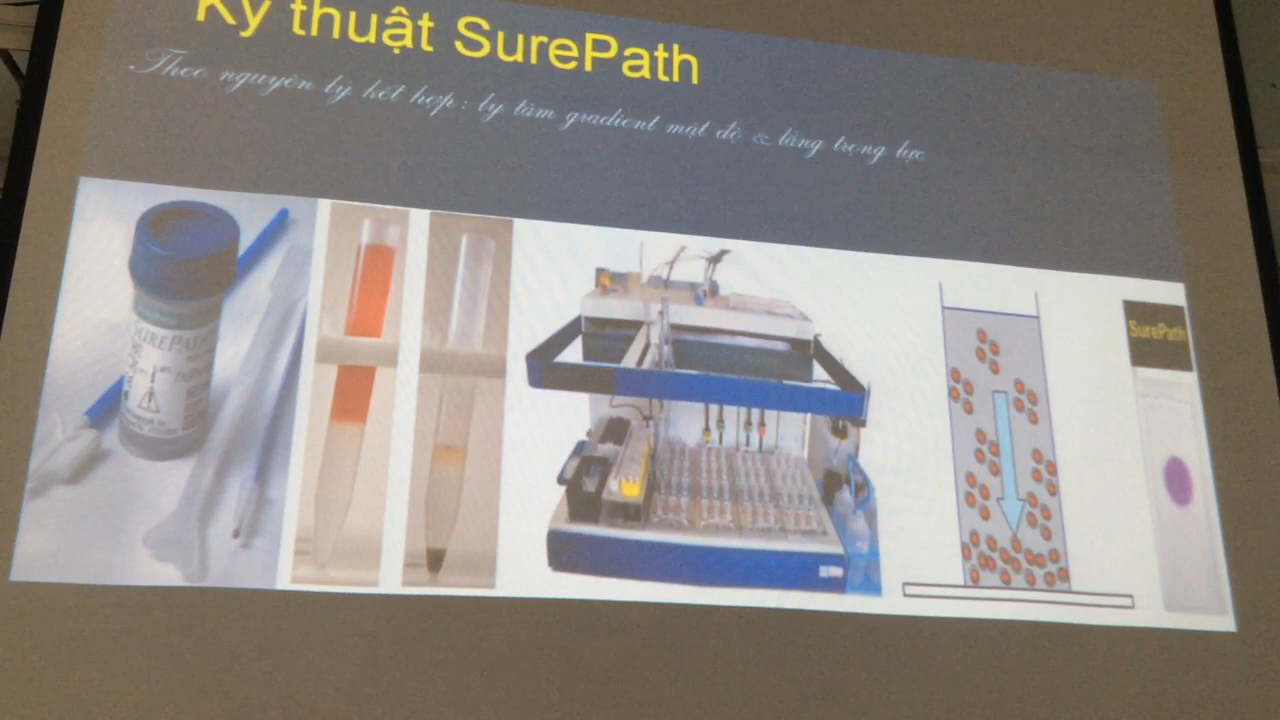 Kỹ thuật SurePath
Theo nguyên lý kết hợp: ly tâm gradient mật độ & lắng trọng lực
SUREPATH
SurePath